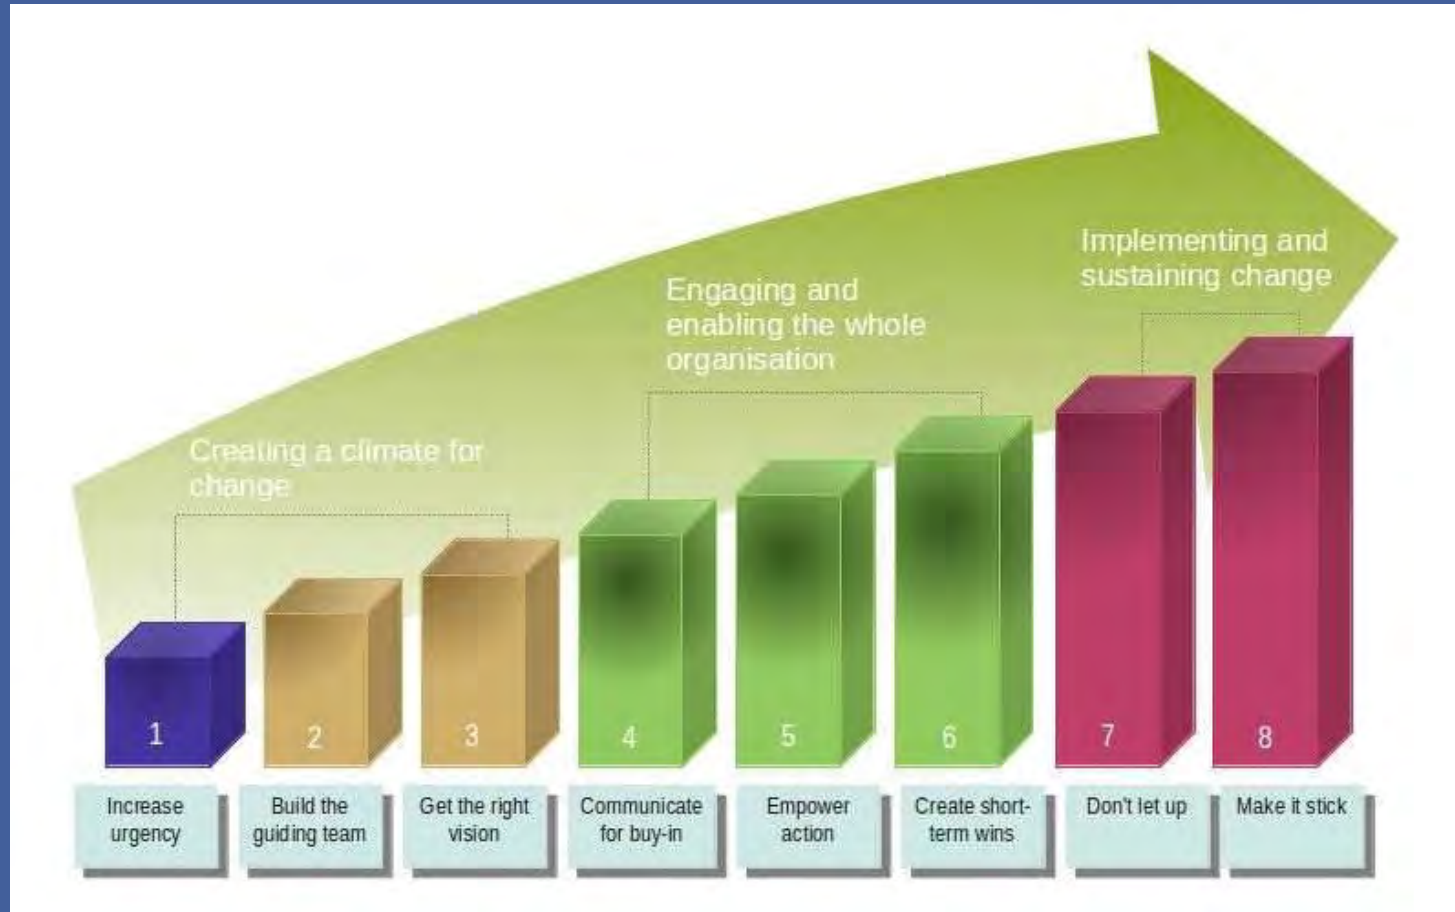 Implementing and
sustaining change
Engaging and
enabling the whole
organisation
Creating a climate for
change
1
2
3
4
5
6
7
8
Increase
urgency
Build the
guiding team
Get the right
vision
Communicate
for buy-in
Empower
action
Create short-
term wins
Don't let up
Make it stick